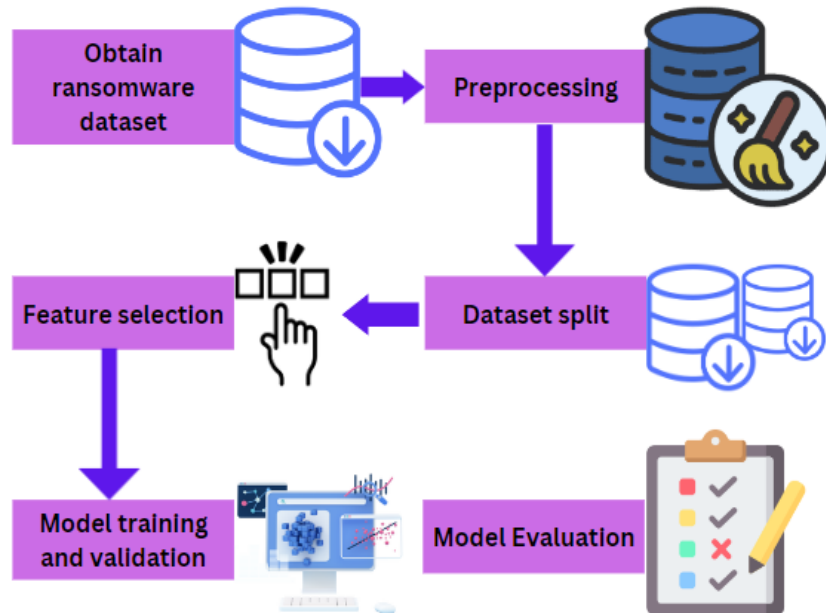 Obtain
ransomware
dataset
Preprocessing
Dataset split
Feature selection
Model training
and validation
Model Evaluation